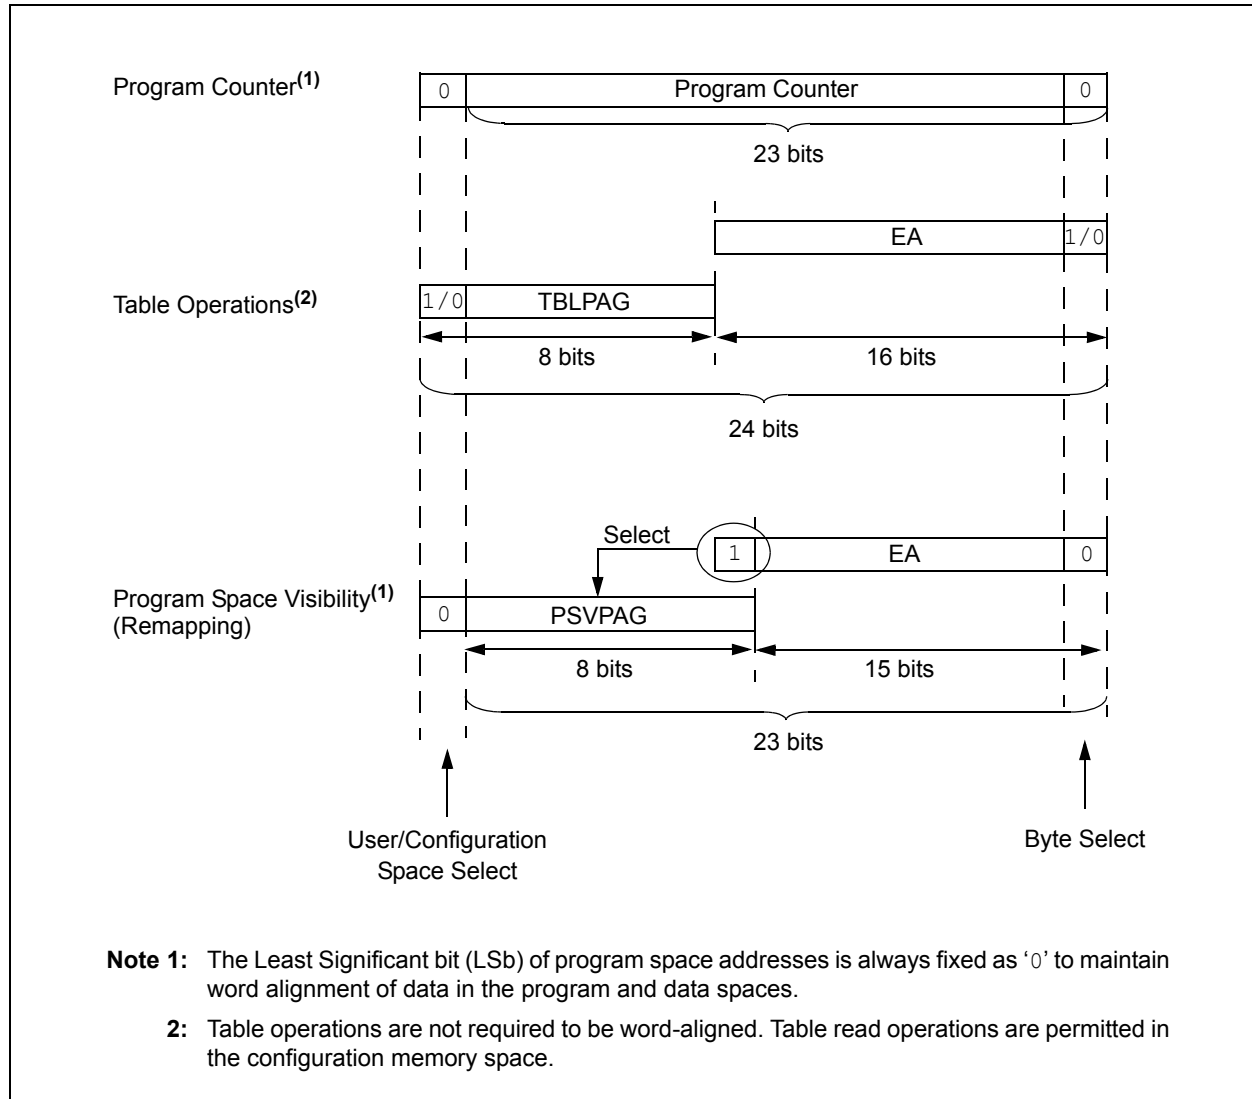 Program Counter(1)
0
Program Counter
0
23 bits
EA
1/0
Table Operations(2)
1/0
TBLPAG
8 bits
16 bits
24 bits
Select
1
EA
0
Program Space Visibility(1)
(Remapping)
0
PSVPAG
8 bits
15 bits
23 bits
User/Configuration
Space Select
Byte Select
Note 1: The Least Significant bit (LSb) of program space addresses is always fixed as ‘0’ to maintain
word alignment of data in the program and data spaces.
2: Table operations are not required to be word-aligned. Table read operations are permitted in
the configuration memory space.